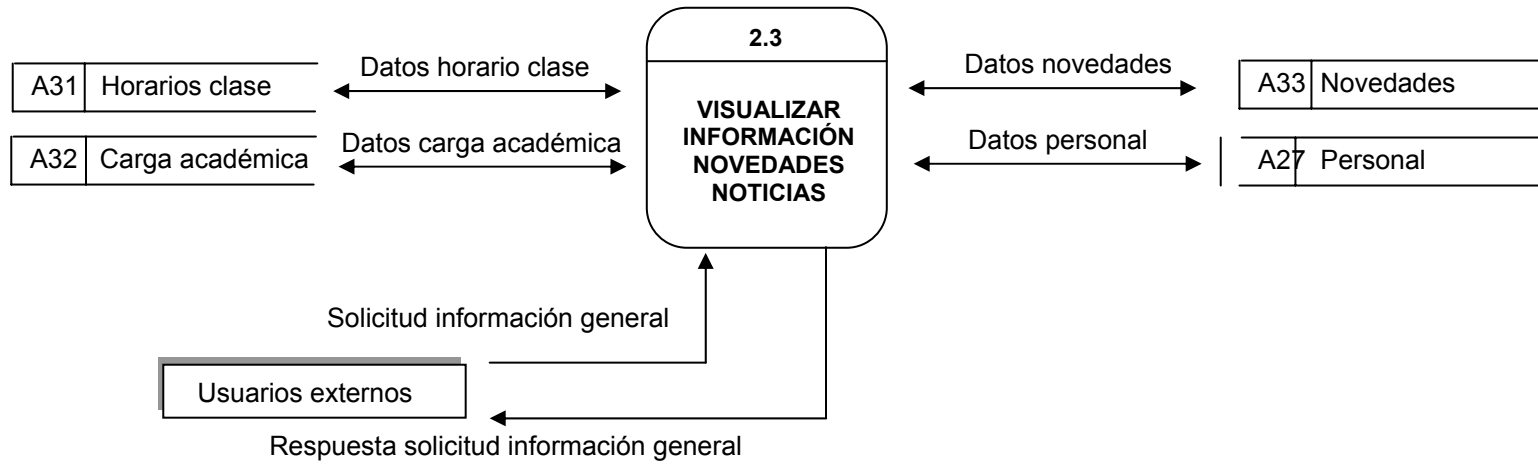 2.3
VISUALIZAR
INFORMACIÓN
NOVEDADES
NOTICIAS
A31 Horarios clase
Datos horario clase
A32 Carga académica
Datos carga académica
Datos novedades
A33 Novedades
Datos personal
A27 Personal
Solicitud información general
Usuarios externos
Respuesta solicitud información general